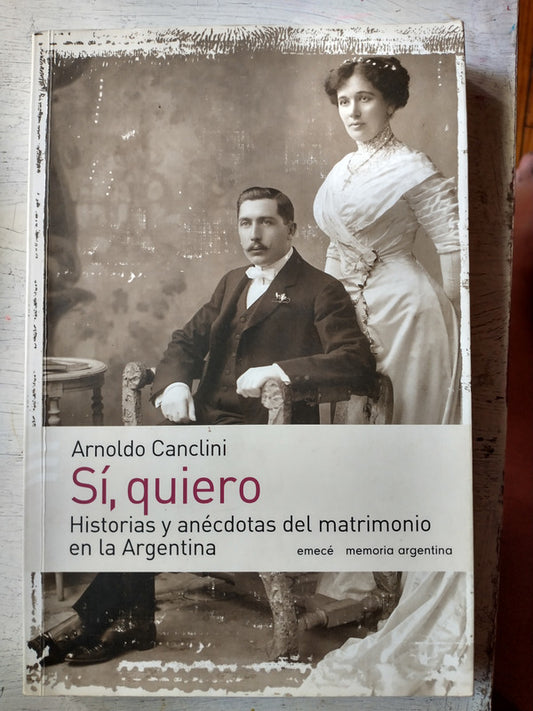 Arnoldo Canclini
Sí, quiero
Historias y anécdotas del matrimonio
en la Argentina
emecé memoria argentina